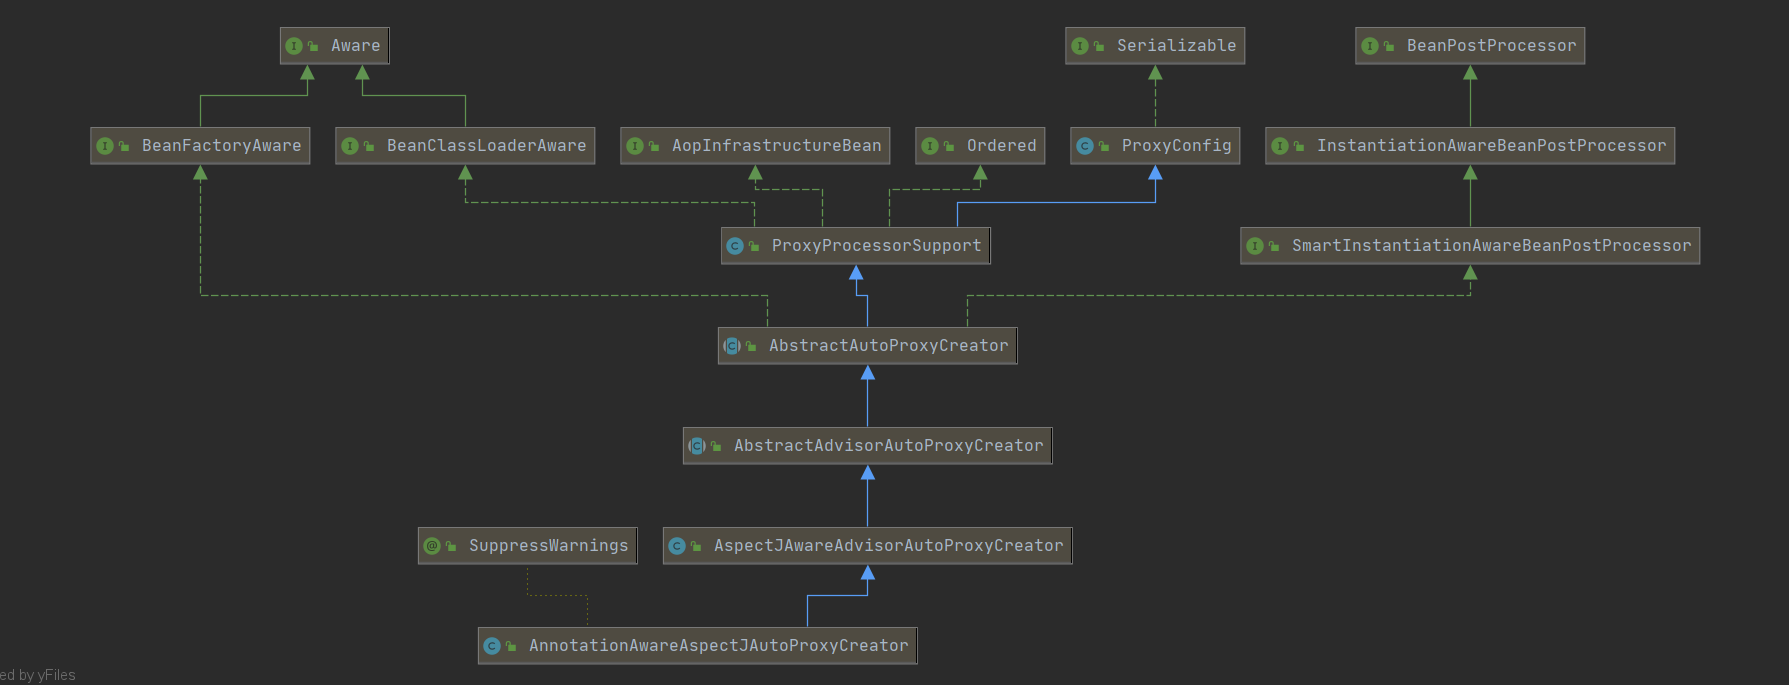 Aware
Serializable
BeanPostProcessor
BeanFactoryAware
BeanClassLoaderAware
AopInfrastructureBean
Ordered
ProxyConfig
InstantiationAwareBeanPostProcessor
ProxyProcessorSupport
SmartInstantiationAwareBeanPostProcessor
AbstractAutoProxyCreator
AbstractAdvisorAutoProxyCreator
SuppressWarnings
AspectJAwareAdvisorAutoProxyCreator
AnnotationAwareAspectJAutoProxyCreator
ed by yFiles